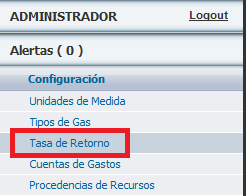 ADMINISTRADOR Logout
Alertas ( 0 )
Configuración
Unidades de Medida
Tipos de Gas
Tasa de Retorno
Cuentas de Gastos
Procedencias de Recursos